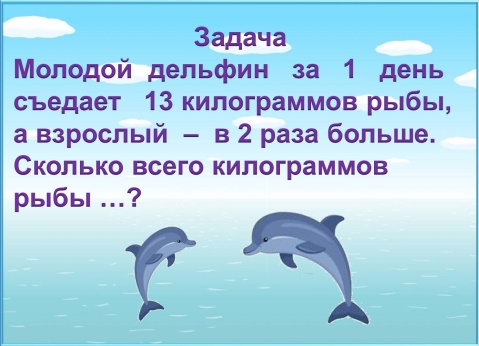 Задача
Молодой дельфин за 1 день
съедает 13 килограммов рыбы,
а взрослый – в 2 раза больше.
Сколько всего килограммов
рыбы ...?